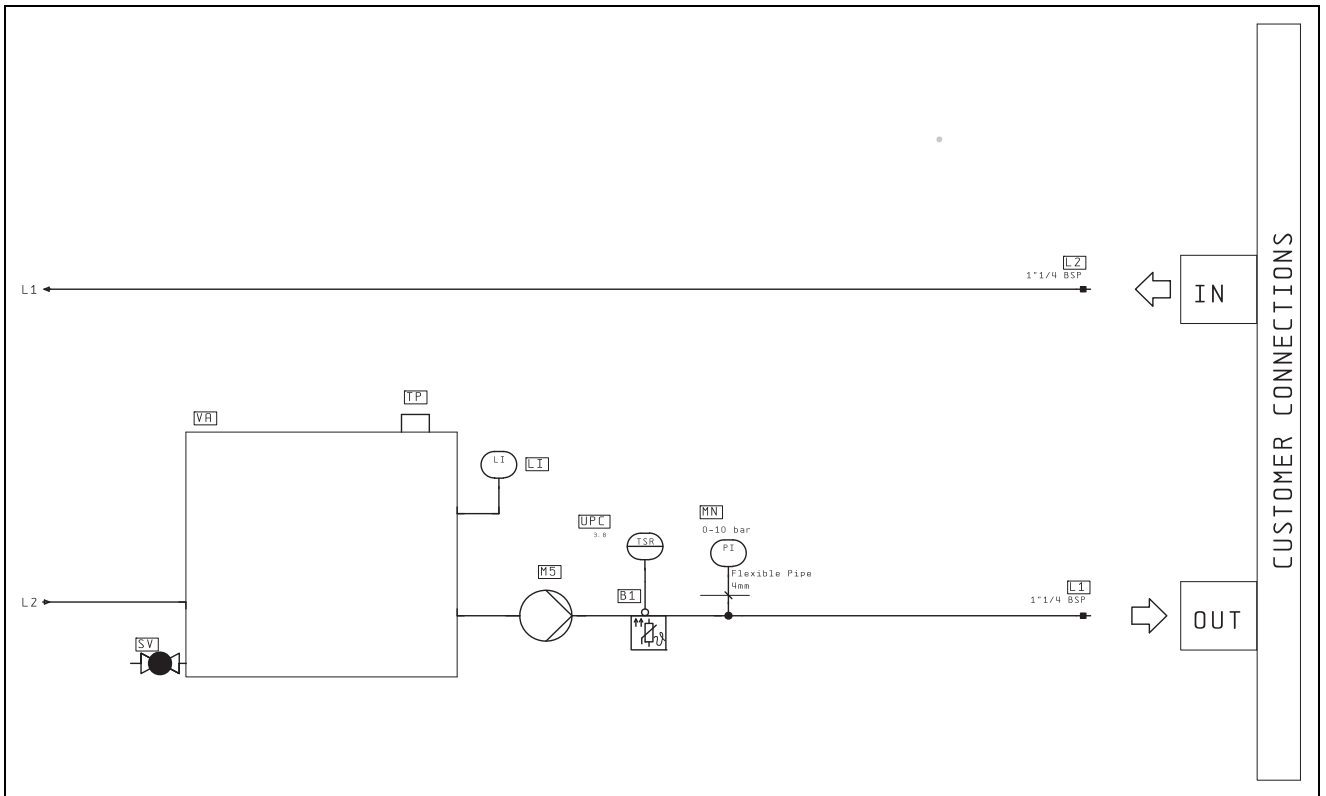 L2
1"1/4 BSP
L1
IN
CUSTOMER CONNECTIONS
TP
VA
LI
LI
MN
0-10 bar
UPC
3.0
TSR
PI
Flexible Pipe
4mm
M5
B1
L1
1"1/4 BSP
L2
OUT
SV